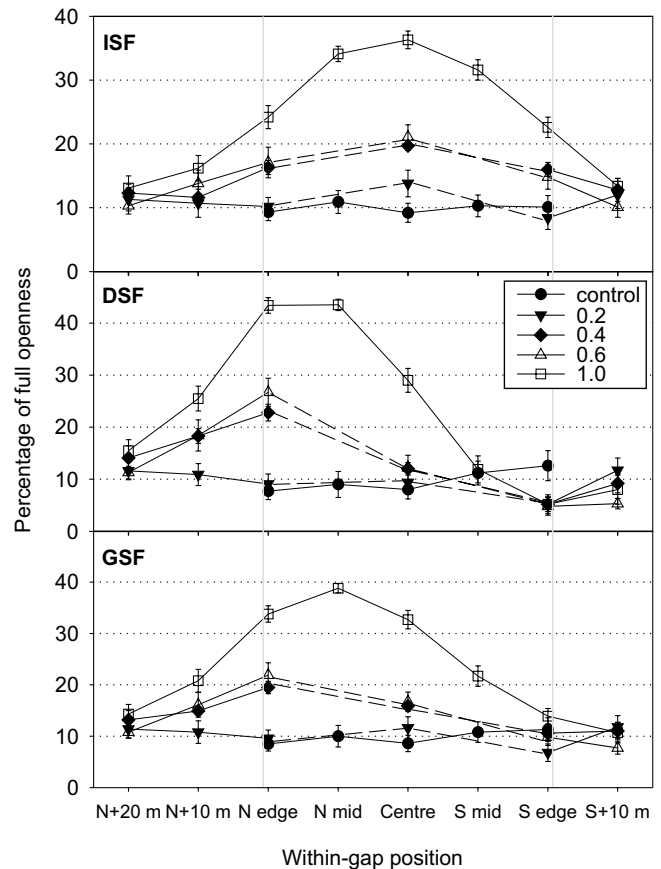 Percentage of full openness
ISF
40
30
20
10
0
DSF
40
30
20
10
0
control
0.2
0.4
0.6
1.0
GSF
40
30
20
10
0
N+20 m N+10 m N edge N mid Centre S mid S edge S+10 m
Within-gap position